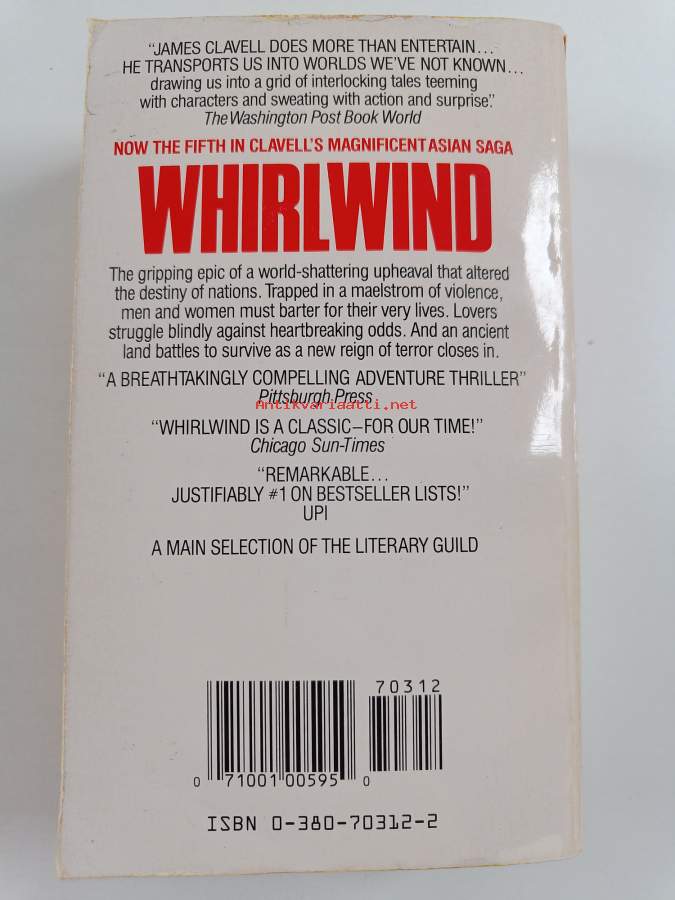 “JAMES CLAVELL DOES MORE THAN ENTERTAIN...
HE TRANSPORTS US INTO WORLDS WE’VE NOT KNOWN...
drawing us into a grid of interlocking tales teeming
with characters and sweating with action and surprise.”
The Washington Post Book World
NOW THE FIFTH IN CLAVELL’S MAGNIFICENT ASIAN SAGA
WHIRLWIND
The gripping epic of a world-shattering upheaval that altered
the destiny of nations. Trapped in a maelstrom of violence,
men and women must barter for their very lives. Lovers
struggle blindly against heartbreaking odds. And an ancient
land battles to survive as a new reign of terror closes in.
“A BREATHTAKINGLY COMPELLING ADVENTURE THRILLER”
Pittsburgh Press
Antikvariaatti.net
“WHIRLWIND IS A CLASSIC—FOR OUR TIME!”
Chicago Sun-Times
“REMARKABLE...
JUSTIFIABLY #1 ON BESTSELLER LISTS!”
UPI
A MAIN SELECTION OF THE LITERARY GUILD
70312
0 71001 00595 0
ISBN 0-380-70312-2